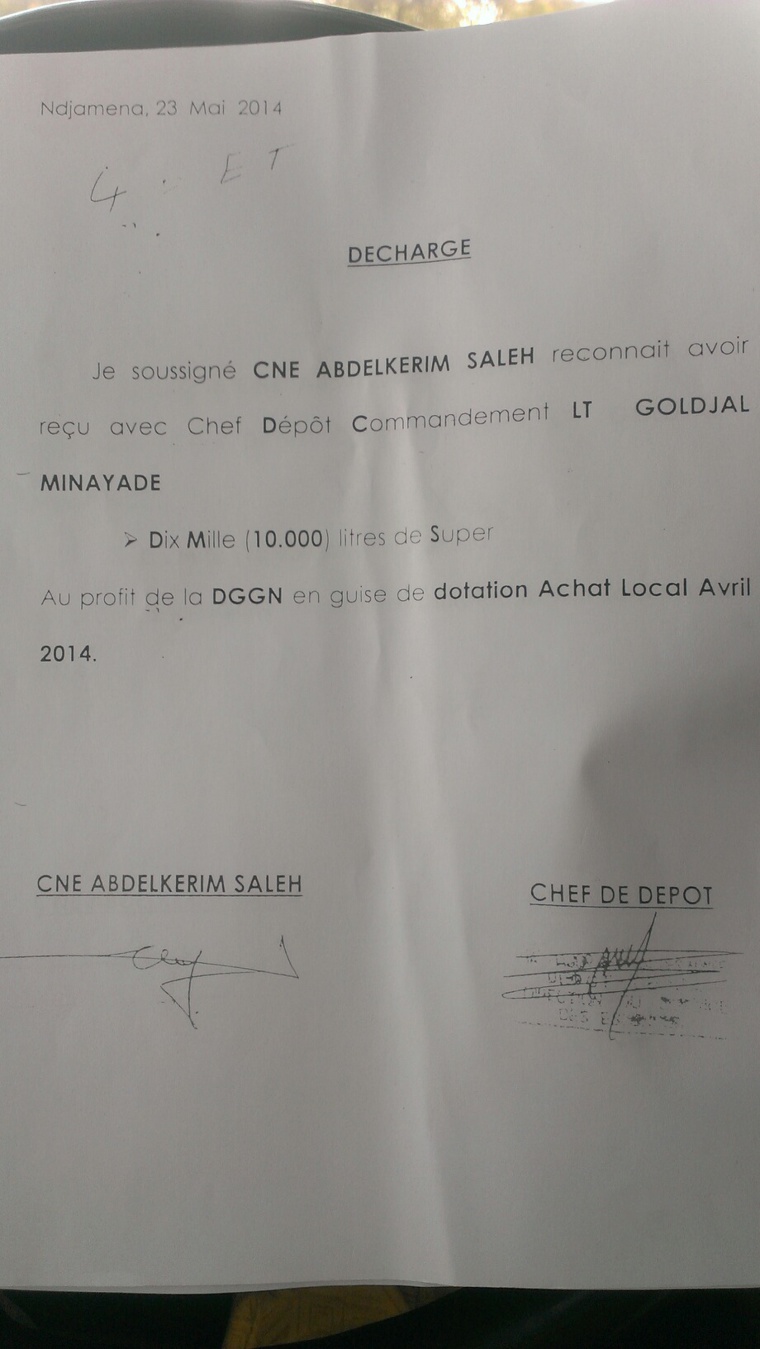 Ndjamena, 23 Mai 2014
4 . E T
DECHARGE
Je soussigné CNE ABDELKERIM SALEH reconnait avoir
reçu avec Chef Dépôt Commandement LT GOLDJAL
MINAYADE
➢ Dix Mille (10.000) litres de Super
Au profit de la DGGN en guise de dotation Achat Local Avril
2014.
CNE ABDELKERIM SALEH
CHEF DE DEPOT